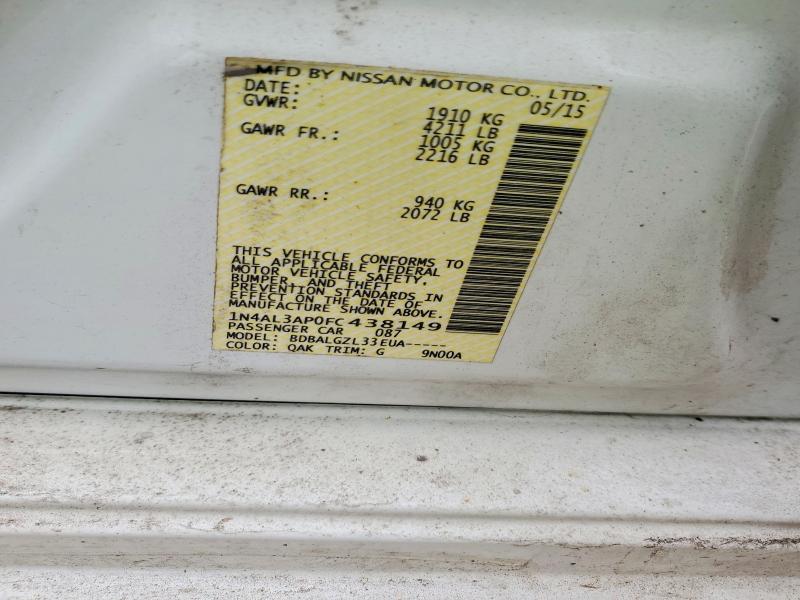 MFD BY NISSAN MOTOR CO., LTD.
DATE: 05/15
GVWR: 1910 KG
4211 LB
GAWR FR.: 1005 KG
2216 LB
GAWR RR.: 940 KG
2072 LB
THIS VEHICLE CONFORMS TO
ALL APPLICABLE FEDERAL
MOTOR VEHICLE SAFETY,
BUMPER, AND THEFT
PREVENTION STANDARDS IN
EFFECT ON THE DATE OF
MANUFACTURE SHOWN ABOVE.
1N4AL3AP0FC438149
PASSENGER CAR 087
MODEL: BDBALGZL33EUA-----
COLOR: QAK TRIM: G 9N00A